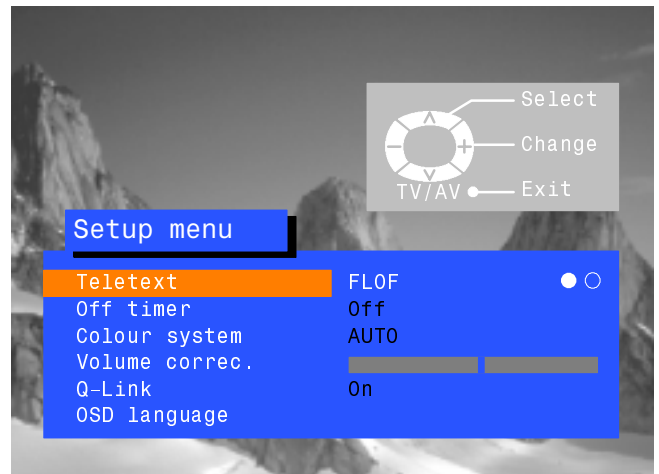 Select
Change
TV/AV Exit
Setup menu
Teletext FLOF
Off timer Off
Colour system AUTO
Volume correc.
Q-Link On
OSD language